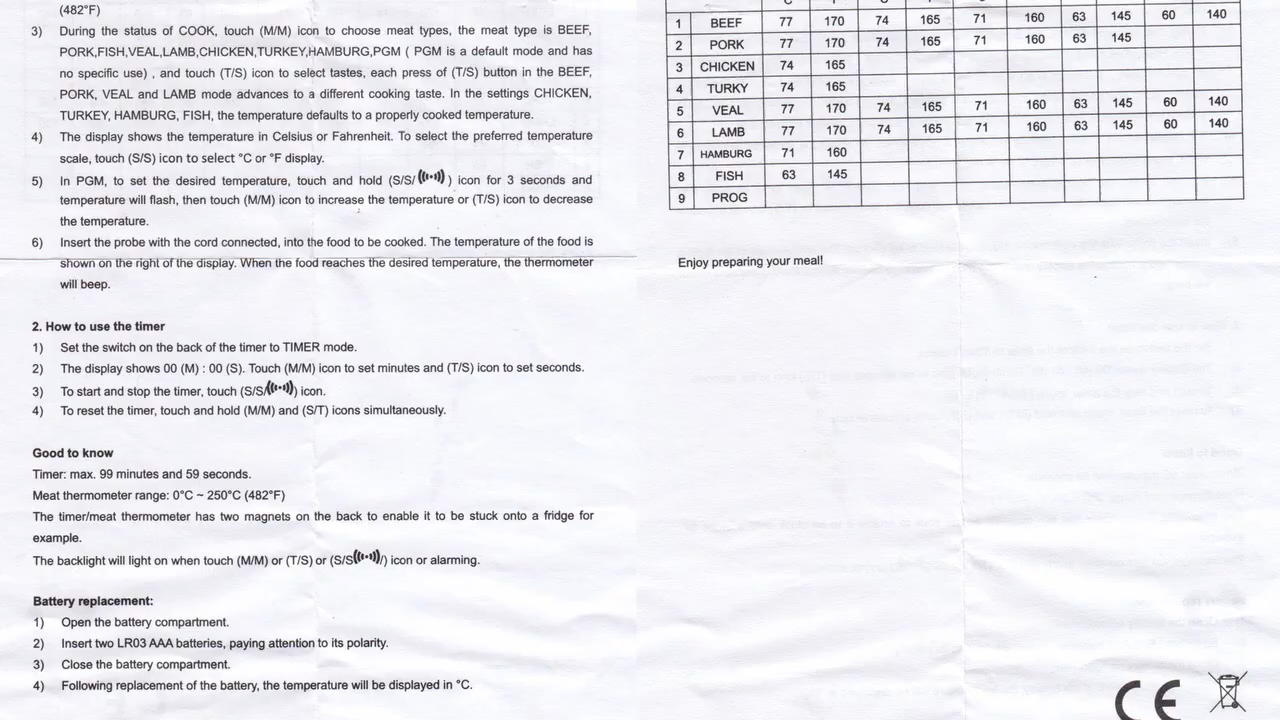 (482°F)
3) During the status of COOK, touch (M/M) icon to choose meat types, the meat type is BEEF,
PORK,FISH,VEAL,LAMB,CHICKEN,TURKEY,HAMBURG,PGM ( PGM is a default mode and has
no specific use) , and touch (T/S) icon to select tastes, each press of (T/S) button in the BEEF,
PORK, VEAL and LAMB mode advances to a different cooking taste. In the settings CHICKEN,
TURKEY, HAMBURG, FISH, the temperature defaults to a properly cooked temperature.
4) The display shows the temperature in Celsius or Fahrenheit. To select the preferred temperature
scale, touch (S/S) icon to select °C or °F display.
5) In PGM, to set the desired temperature, touch and hold (S/S/ ) icon for 3 seconds and
temperature will flash, then touch (M/M) icon to increase the temperature or (T/S) icon to decrease
the temperature.
6) Insert the probe with the cord connected, into the food to be cooked. The temperature of the food is
shown on the right of the display. When the food reaches the desired temperature, the thermometer
will beep.
2. How to use the timer
1) Set the switch on the back of the timer to TIMER mode.
2) The display shows 00 (M) : 00 (S). Touch (M/M) icon to set minutes and (T/S) icon to set seconds.
3) To start and stop the timer, touch (S/S/ ) icon.
4) To reset the timer, touch and hold (M/M) and (S/T) icons simultaneously.
Good to know
Timer: max. 99 minutes and 59 seconds.
Meat thermometer range: 0°C ~ 250°C (482°F)
The timer/meat thermometer has two magnets on the back to enable it to be stuck onto a fridge for
example.
The backlight will light on when touch (M/M) or (T/S) or (S/S /) icon or alarming.
Battery replacement:
1) Open the battery compartment.
2) Insert two LR03 AAA batteries, paying attention to its polarity.
3) Close the battery compartment.
4) Following replacement of the battery, the temperature will be displayed in °C.
1 BEEF 77 170 74 165 71 160 63 145 60 140
2 PORK 77 170 74 165 71 160 63 145
3 CHICKEN 74 165
4 TURKY 74 165
5 VEAL 77 170 74 165 71 160 63 145 60 140
6 LAMB 77 170 74 165 71 160 63 145 60 140
7 HAMBURG 71 160
8 FISH 63 145
9 PROG
Enjoy preparing your meal!
CE